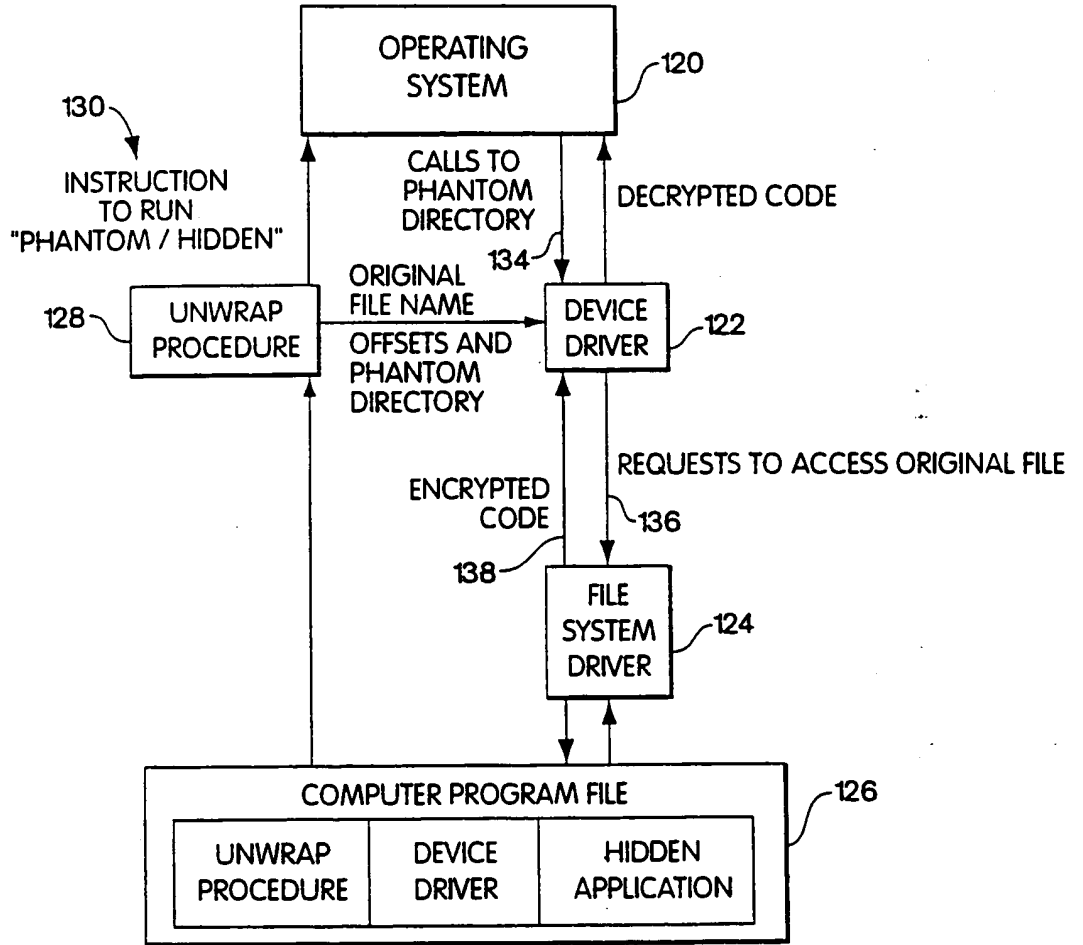 OPERATING
SYSTEM
120
130
INSTRUCTION
TO RUN
"PHANTOM / HIDDEN"
CALLS TO
PHANTOM
DIRECTORY
134
DECRYPTED CODE
128
UNWRAP
PROCEDURE
ORIGINAL
FILE NAME
OFFSETS AND
PHANTOM
DIRECTORY
DEVICE
DRIVER
122
REQUESTS TO ACCESS ORIGINAL FILE
136
ENCRYPTED
CODE
138
FILE
SYSTEM
DRIVER
124
COMPUTER PROGRAM FILE
126
UNWRAP
PROCEDURE
DEVICE
DRIVER
HIDDEN
APPLICATION